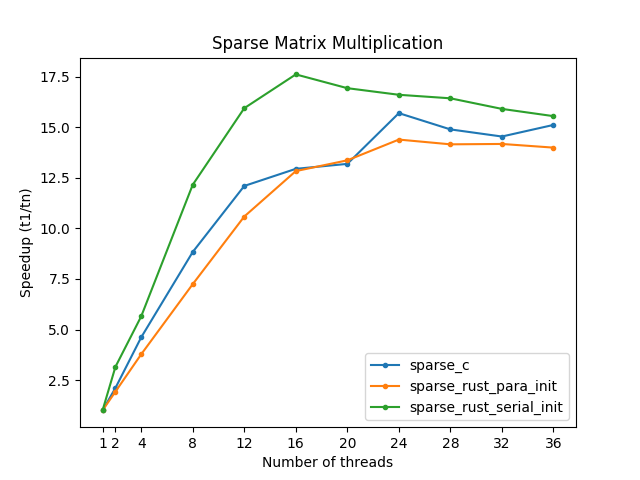 Sparse Matrix Multiplication
Speedup (t1/tn)
17.5
15.0
12.5
10.0
7.5
5.0
2.5
sparse_c
sparse_rust_para_init
sparse_rust_serial_init
1 2 4 8 12 16 20 24 28 32 36
Number of threads